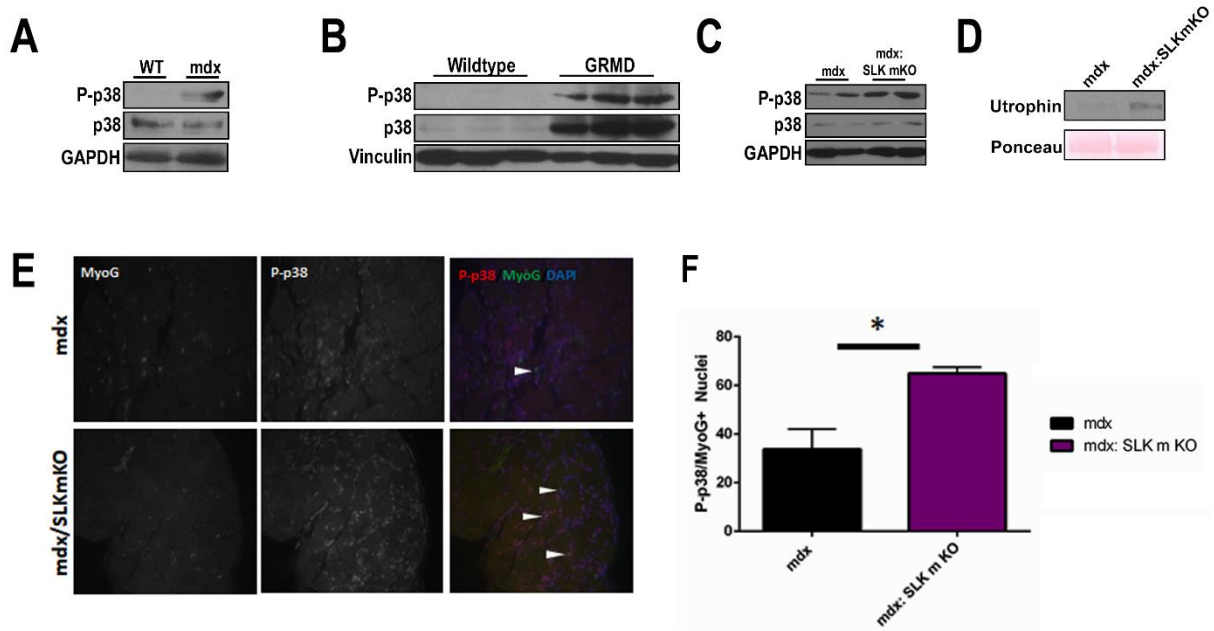 A
WT mdx
P-p38
p38
GAPDH
B
Wildtype GRMD
P-p38
p38
Vinculin
C
mdx mdx:
SLK mKO
P-p38
p38
GAPDH
D
mdx mdx:SLKmKO
Utrophin
Ponceau
E
MyoG P-p38 P-p38 MyoG DAPI
mdx
mdx/SLKmKO
F
*
P-p38/MyoG+ Nuclei
80
60
40
20
0
mdx mdx: SLK m KO
mdx
mdx: SLK m KO